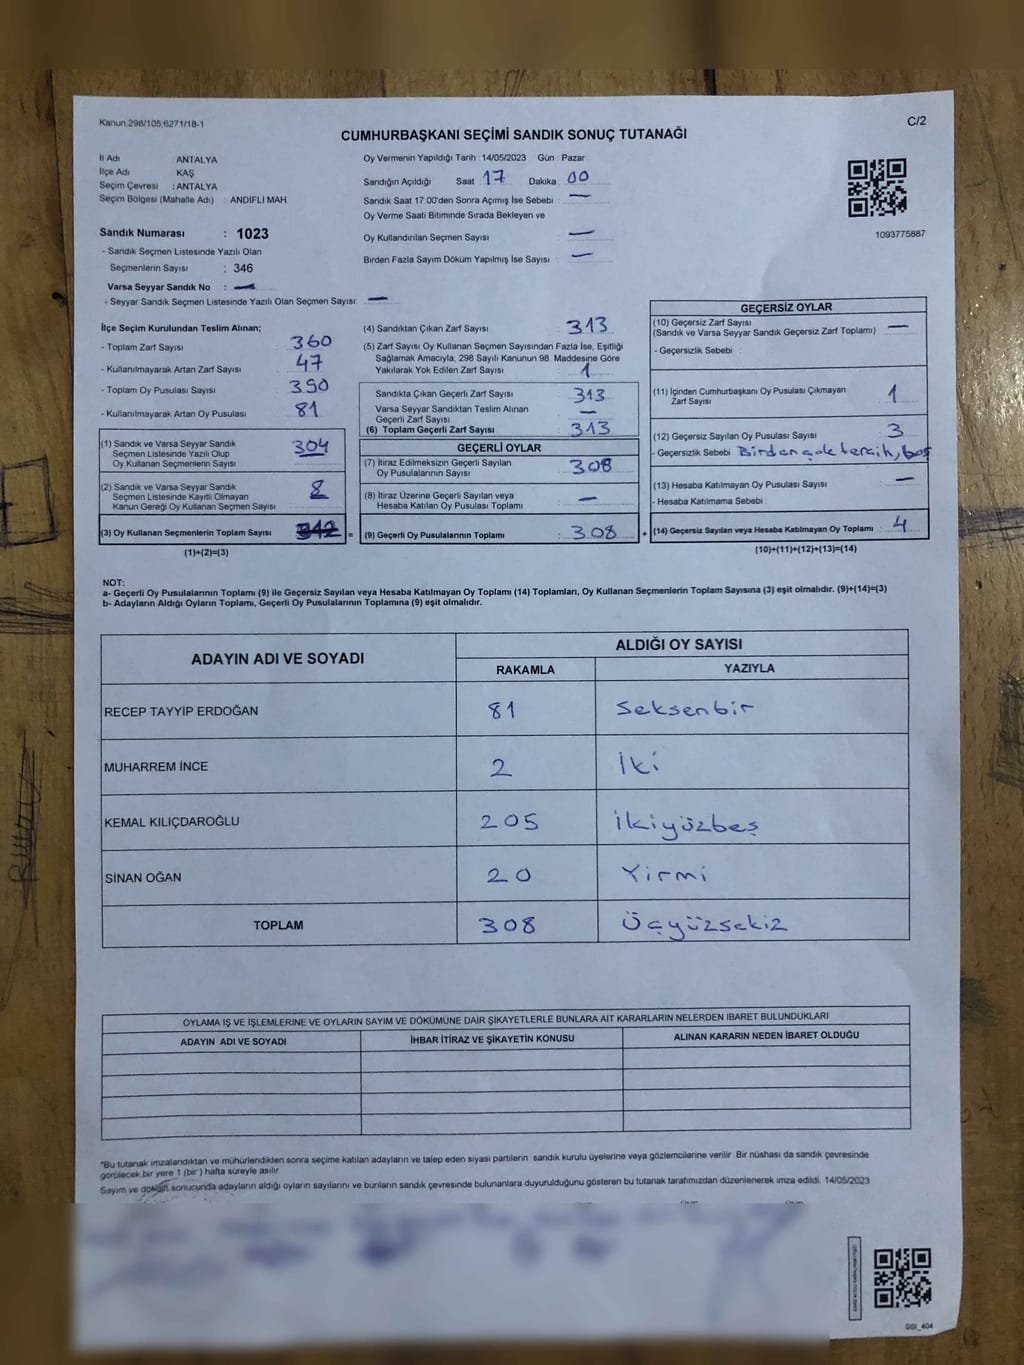 Kanun 298/105,6271/18-1
C/2
CUMHURBAŞKANI SEÇİMİ SANDIK SONUÇ TUTANAĞI
İl Adı ANTALYA
İlçe Adı KAŞ
Seçim Çevresi : ANTALYA
Seçim Bölgesi (Mahalle Adı) : ANDİFLİ MAH
Sandık Numarası : 1023
- Sandık Seçmen Listesinde Yazılı Olan
Seçmenlerin Sayısı : 346
Varsa Seyyar Sandık No : —
- Seyyar Sandık Seçmen Listesinde Yazılı Olan Seçmen Sayısı: —
Oy Vermenin Yapıldığı Tarih : 14/05/2023 Gün : Pazar
Sandığın Açıldığı Saat 17 Dakika 00
Sandık Saat 17.00'den Sonra Açımış İse Sebebi : —
Oy Verme Saati Bitiminde Sırada Bekleyen ve
Oy Kullandırılan Seçmen Sayısı : —
Birden Fazla Sayım Döküm Yapılmış İse Sayısı : —
1093775887
İlçe Seçim Kurulundan Teslim Alınan;
- Toplam Zarf Sayısı 360
- Kullanılmayarak Artan Zarf Sayısı 47
- Toplam Oy Pusulası Sayısı 390
- Kullanılmayarak Artan Oy Pusulası 81
(1) Sandık ve Varsa Seyyar Sandık
Seçmen Listesinde Yazılı Olup
Oy Kullanan Seçmenlerin Sayısı 304
(2) Sandık ve Varsa Seyyar Sandık
Seçmen Listesinde Kayıtlı Olmayan
Kanun Gereği Oy Kullanan Seçmen Sayısı 8
(3) Oy Kullanan Seçmenlerin Toplam Sayısı 312 =
(1)+(2)=(3)
(4) Sandıktan Çıkan Zarf Sayısı 313
(5) Zarf Sayısı Oy Kullanan Seçmen Sayısından Fazla İse, Eşitliği
Sağlamak Amacıyla, 298 Sayılı Kanunun 98. Maddesine Göre
Yakılarak Yok Edilen Zarf Sayısı : 1
Sandıkta Çıkan Geçerli Zarf Sayısı 313
Varsa Seyyar Sandıktan Teslim Alınan
Geçerli Zarf Sayısı —
(6) Toplam Geçerli Zarf Sayısı 313
GEÇERLİ OYLAR
(7) İtiraz Edilmeksizin Geçerli Sayılan
Oy Pusulalarının Sayısı 308
(8) İtiraz Üzerine Geçerli Sayılan veya
Hesaba Katılan Oy Pusulası Toplamı —
(9) Geçerli Oy Pusulalarının Toplamı 308 +
GEÇERSİZ OYLAR
(10) Geçersiz Zarf Sayısı
(Sandık ve Varsa Seyyar Sandık Geçersiz Zarf Toplamı) —
- Geçersizlik Sebebi :
(11) İçinden Cumhurbaşkanı Oy Pusulası Çıkmayan
Zarf Sayısı 1
(12) Geçersiz Sayılan Oy Pusulası Sayısı 3
- Geçersizlik Sebebi : Birden çok tercih, boş
(13) Hesaba Katılmayan Oy Pusulası Sayısı —
- Hesaba Katılmama Sebebi :
(14) Geçersiz Sayılan veya Hesaba Katılmayan Oy Toplamı : 4
(10)+(11)+(12)+(13)=(14)
NOT:
a- Geçerli Oy Pusulalarının Toplamı (9) ile Geçersiz Sayılan veya Hesaba Katılmayan Oy Toplamı (14) Toplamları, Oy Kullanan Seçmenlerin Toplam Sayısına (3) eşit olmalıdır. (9)+(14)=(3)
b- Adayların Aldığı Oyların Toplamı, Geçerli Oy Pusulalarının Toplamına (9) eşit olmalıdır.
ADAYIN ADI VE SOYADI
ALDIĞI OY SAYISI
RAKAMLA YAZIYLA
RECEP TAYYİP ERDOĞAN 81 Seksenbir
MUHARREM İNCE 2 İki
KEMAL KILIÇDAROĞLU 205 İkiyüzbeş
SİNAN OĞAN 20 Yirmi
TOPLAM 308 Üçyüzsekiz
OYLAMA İŞ VE İŞLEMLERİNE VE OYLARIN SAYIM VE DÖKÜMÜNE DAİR ŞİKAYETLERLE BUNLARA AİT KARARLARIN NELERDEN İBARET BULUNDUKLARI
ADAYIN ADI VE SOYADI İHBAR İTİRAZ VE ŞİKAYETİN KONUSU ALINAN KARARIN NEDEN İBARET OLDUĞU
*Bu tutanak imzalandıktan ve mühürlendikten sonra seçime katılan adayların ve talep eden siyasi partilerin sandık kurulu üyelerine veya gözlemcilerine verilir. Bir nüshası da sandık çevresinde
görülecek bir yere 1 (bir ) hafta süreyle asılır.
Sayım ve döküm sonucunda adayların aldığı oyların sayılarını ve bunların sandık çevresinde bulunanlara duyurulduğunu gösteren bu tutanak tarafımızdan düzenlenerek imza edildi. 14/05/2023
SSI_404